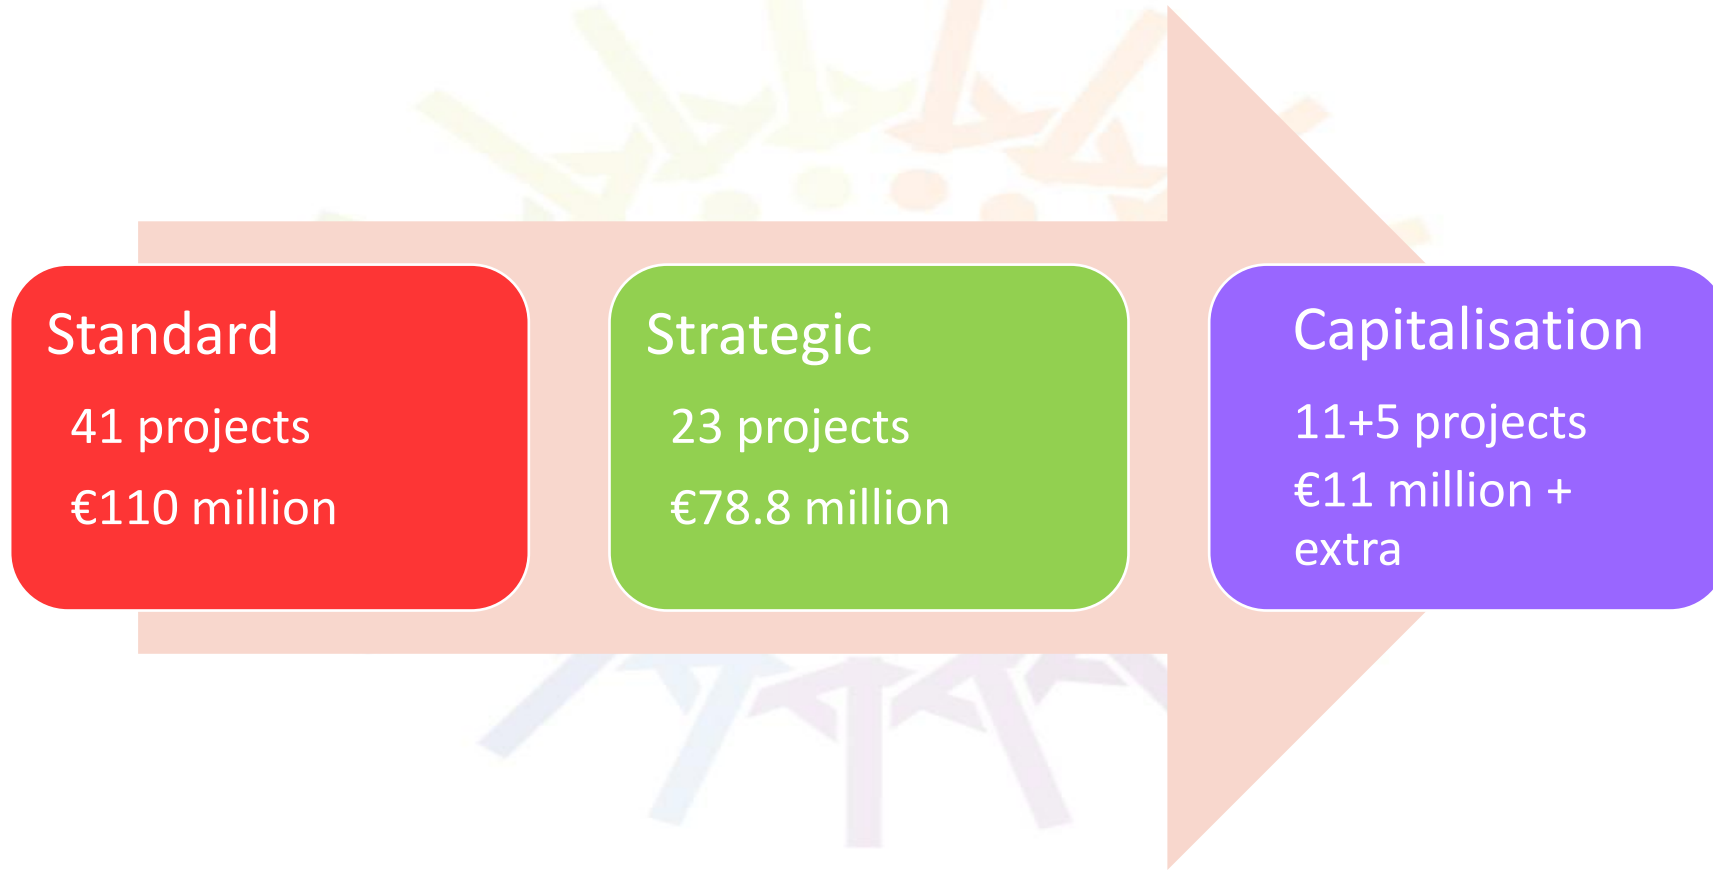 Standard
41 projects
€110 million
Strategic
23 projects
€78.8 million
Capitalisation
11+5 projects
€11 million +
extra